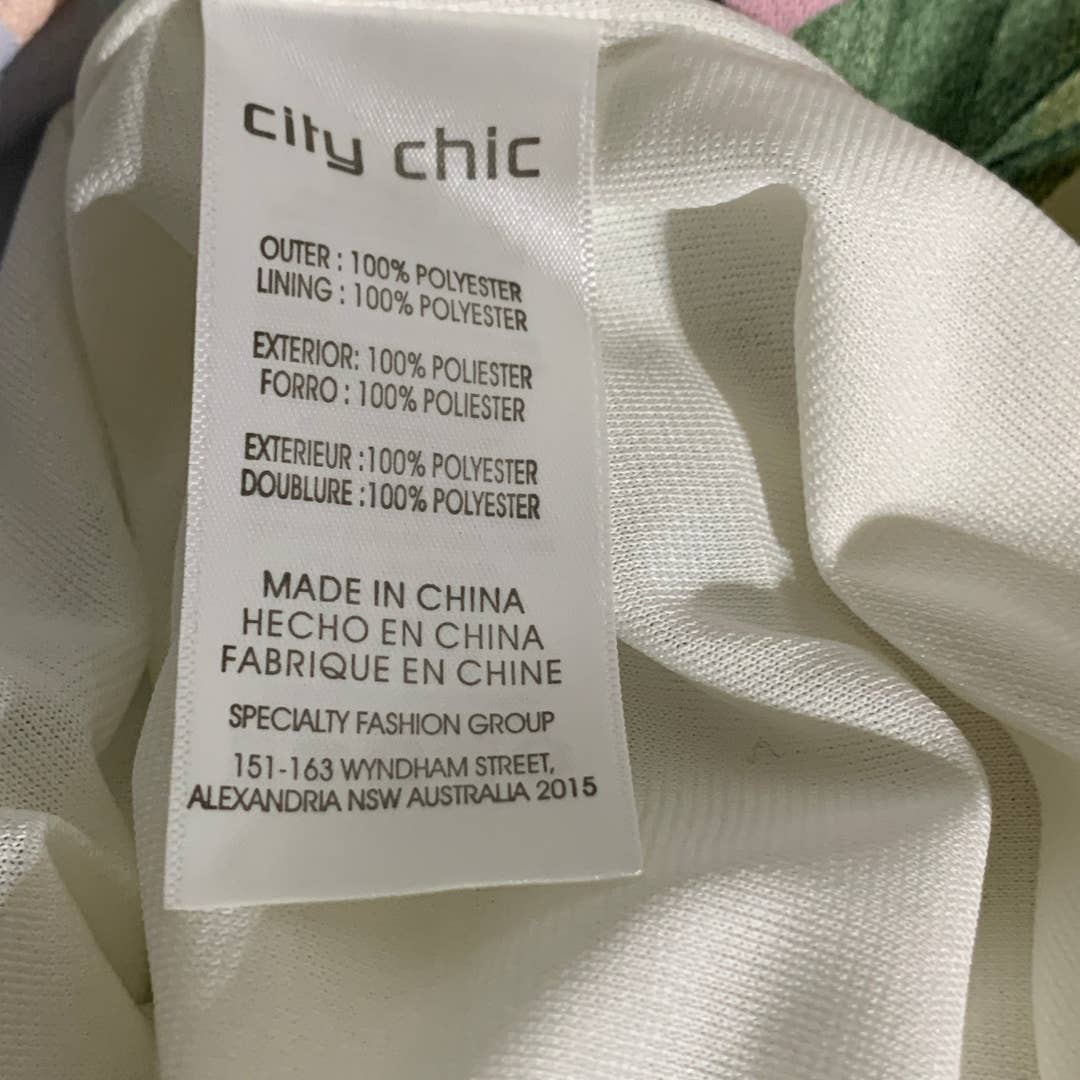 city chic
OUTER : 100% POLYESTER
LINING : 100% POLYESTER
EXTERIOR: 100% POLIESTER
FORRO : 100% POLIESTER
EXTERIEUR :100% POLYESTER
DOUBLURE :100% POLYESTER
MADE IN CHINA
HECHO EN CHINA
FABRIQUE EN CHINE
SPECIALTY FASHION GROUP
151-163 WYNDHAM STREET,
ALEXANDRIA NSW AUSTRALIA 2015